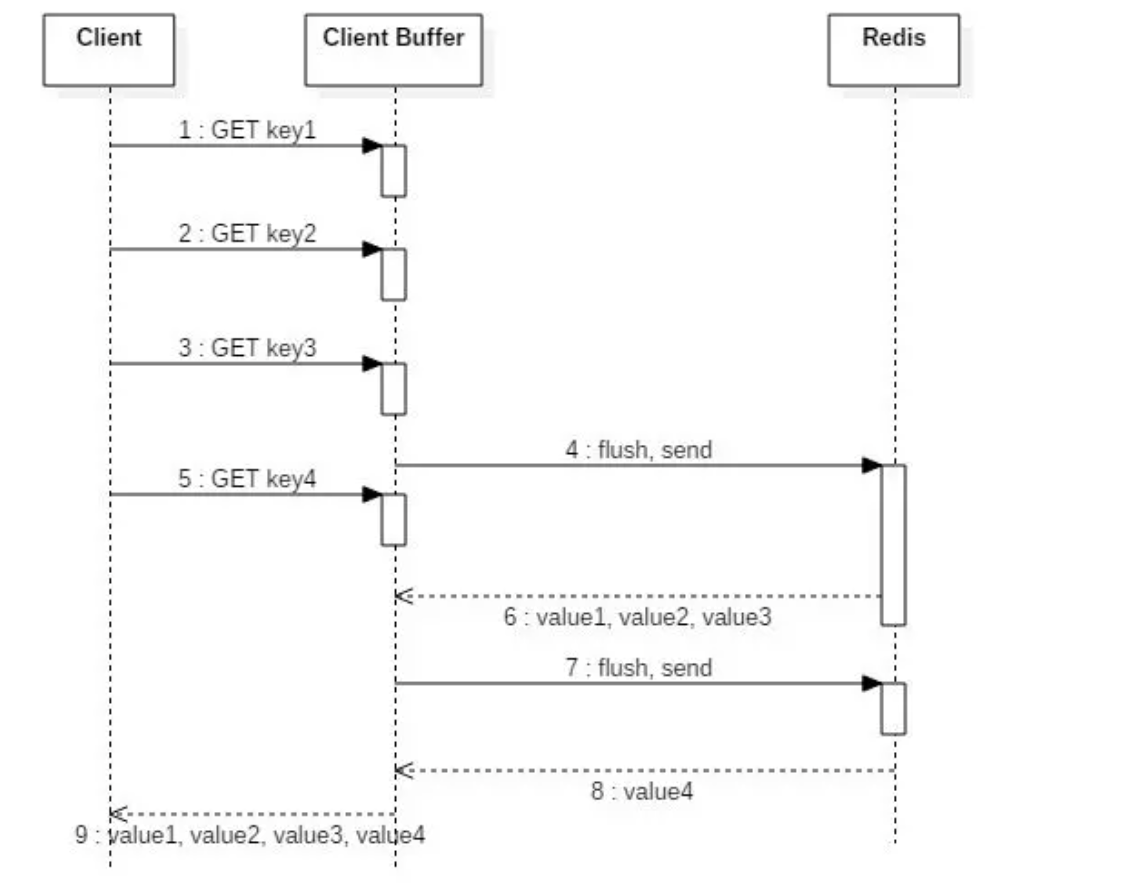 Client
Client Buffer
Redis
1 : GET key1
2 : GET key2
3 : GET key3
4 : flush, send
5 : GET key4
6 : value1, value2, value3
7 : flush, send
8 : value4
9 : value1, value2, value3, value4